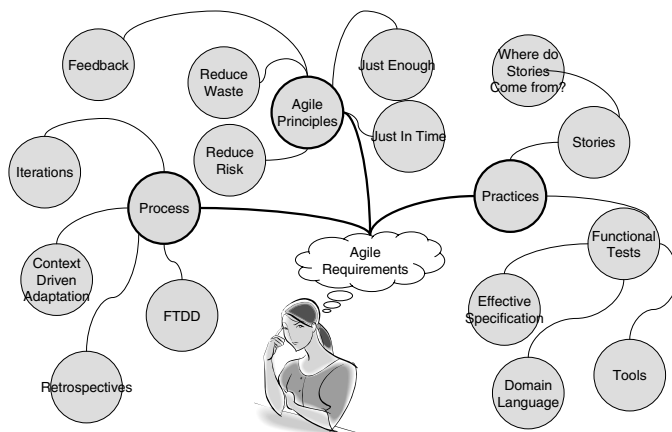 Feedback
Reduce
Waste
Agile
Principles
Just Enough
Just In Time
Reduce
Risk
Where do
Stories
Come from?
Stories
Iterations
Process
Practices
Context
Driven
Adaptation
FTDD
Retrospectives
Agile
Requirements
Functional
Tests
Effective
Specification
Domain
Language
Tools